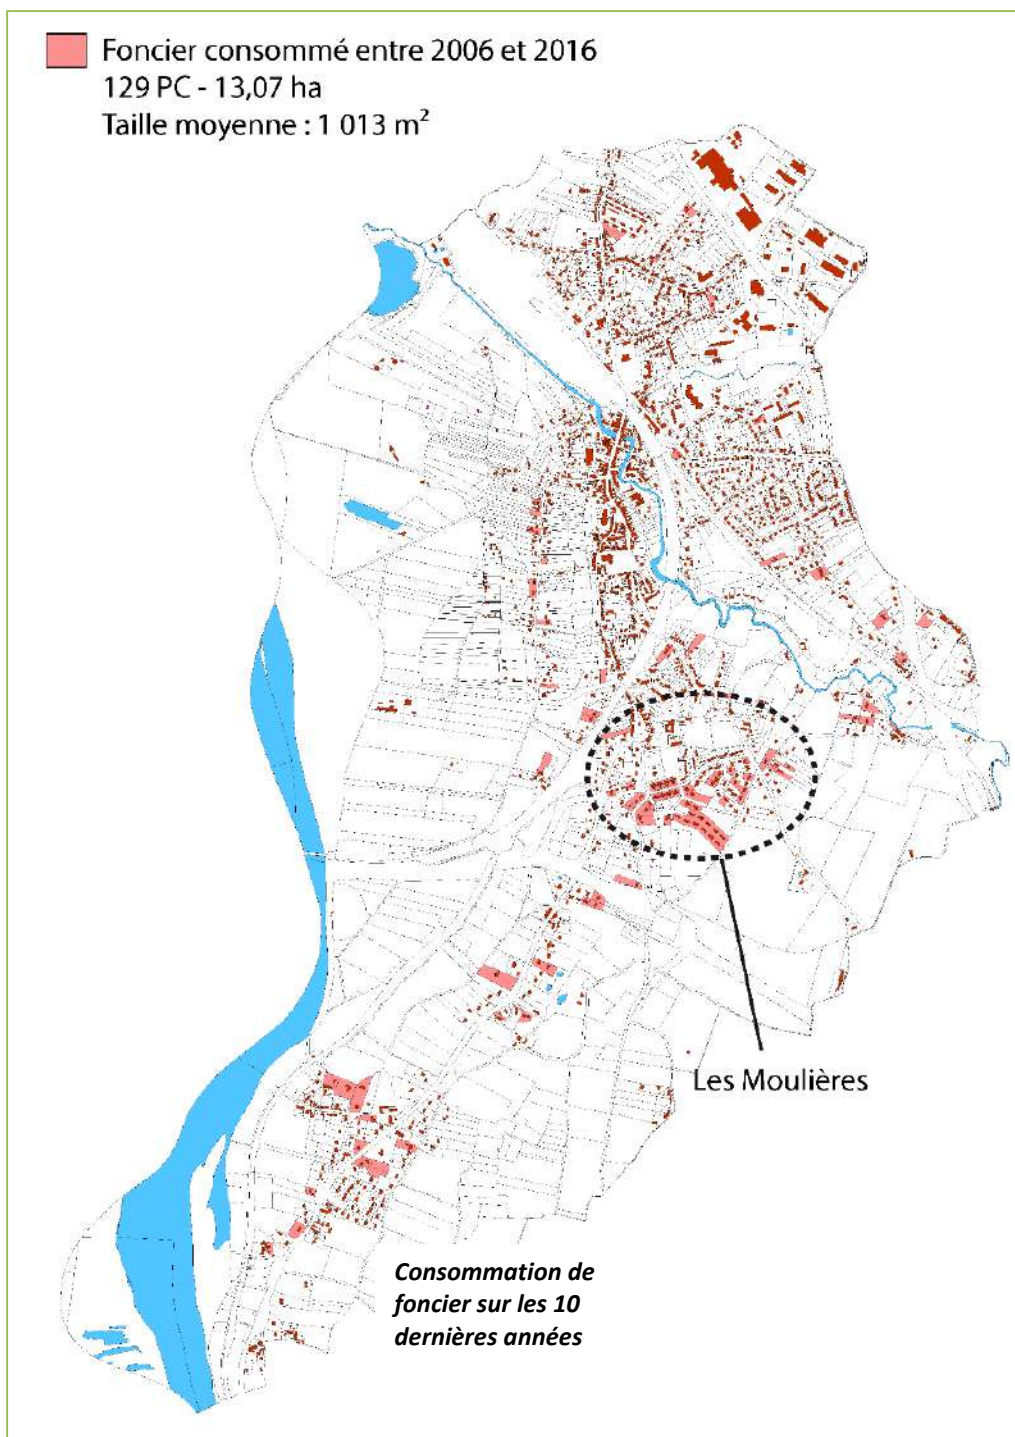 Foncier consommé entre 2006 et 2016
129 PC - 13,07 ha
Taille moyenne : 1 013 m²
Les Moulières
Consommation de
foncier sur les 10
dernières années